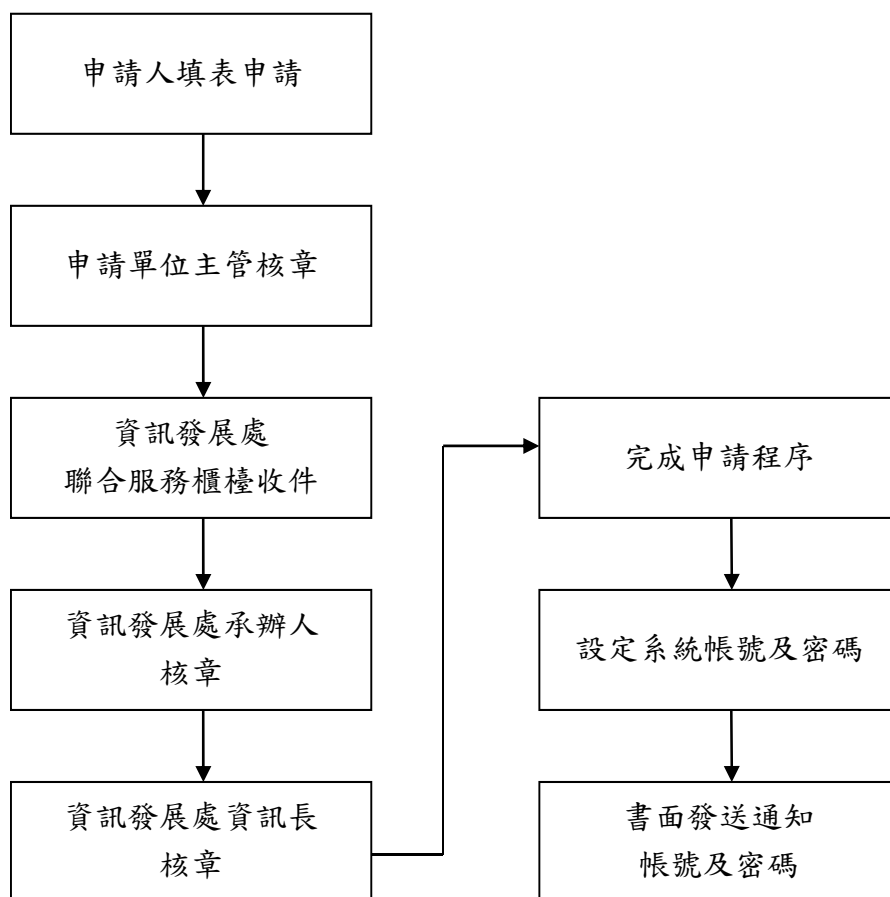 申請人填表申請
申請單位主管核章
資訊發展處
聯合服務櫃檯收件
資訊發展處承辦人
核章
資訊發展處資訊長
核章
完成申請程序
設定系統帳號及密碼
書面發送通知
帳號及密碼